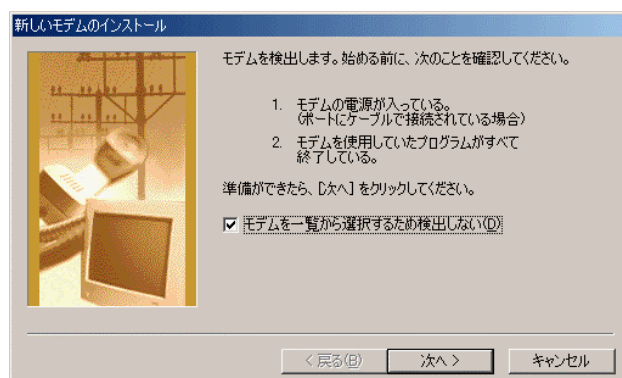 新しいモデムのインストール
モデムを検出します。始める前に、次のことを確認してください。
1. モデムの電源が入っている。
(ポートにケーブルで接続されている場合)
2. モデムを使用していたプログラムがすべて
終了している。
準備ができたら、[次へ] をクリックしてください。
モデムを一覧から選択するため検出しない(D)
< 戻る(B) 次へ > キャンセル